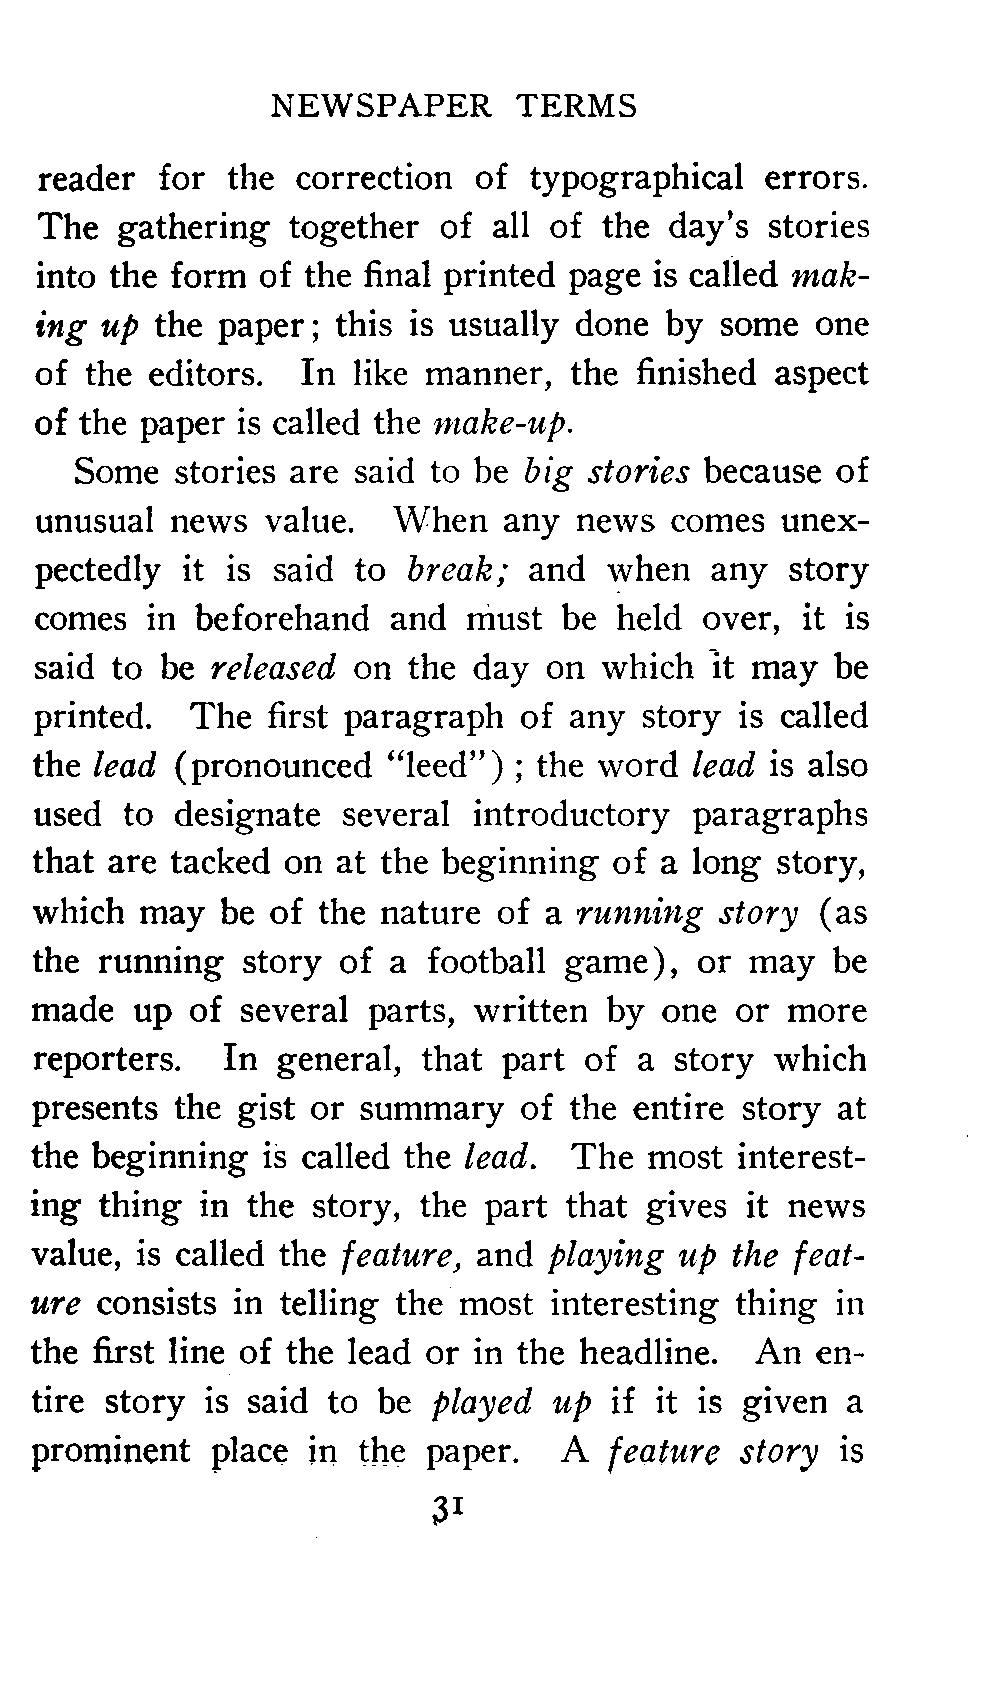 NEWSPAPER TERMS
reader for the correction of typographical errors.
The gathering together of all of the day's stories
into the form of the final printed page is called mak-
ing up the paper; this is usually done by some one
of the editors. In like manner, the finished aspect
of the paper is called the make-up.
Some stories are said to be big stories because of
unusual news value. When any news comes unex-
pectedly it is said to break; and when any story
comes in beforehand and must be held over, it is
said to be released on the day on which it may be
printed. The first paragraph of any story is called
the lead (pronounced "leed"); the word lead is also
used to designate several introductory paragraphs
that are tacked on at the beginning of a long story,
which may be of the nature of a running story (as
the running story of a football game), or may be
made up of several parts, written by one or more
reporters. In general, that part of a story which
presents the gist or summary of the entire story at
the beginning is called the lead. The most interest-
ing thing in the story, the part that gives it news
value, is called the feature, and playing up the feat-
ure consists in telling the most interesting thing in
the first line of the lead or in the headline. An en-
tire story is said to be played up if it is given a
prominent place in the paper. A feature story is
31